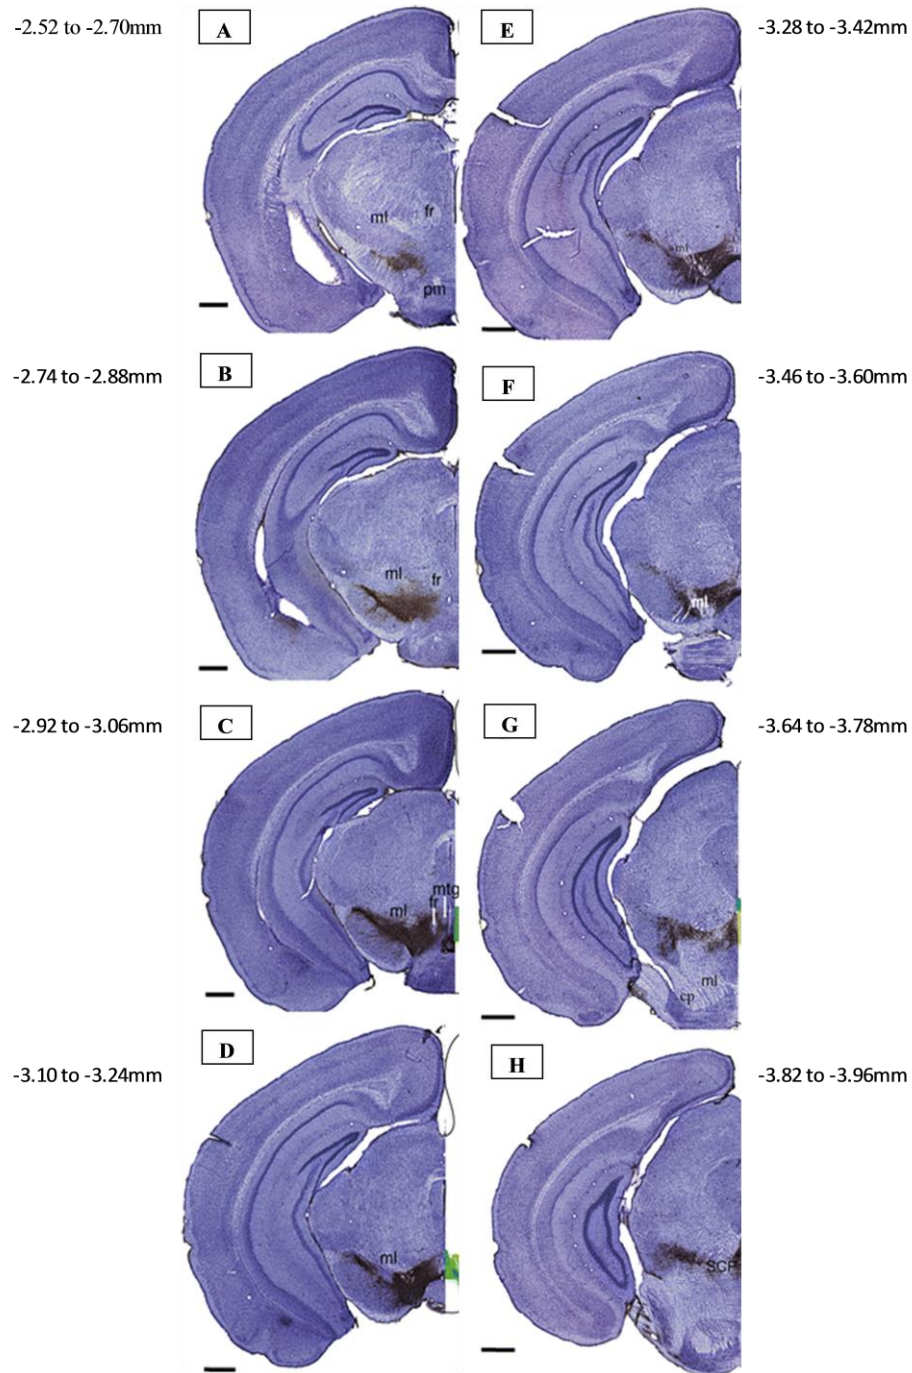 -2.52 to -2.70mm
A
ml
fr
pm
-2.74 to -2.88mm
B
ml
fr
-2.92 to -3.06mm
C
mtg
fr
ml
-3.10 to -3.24mm
D
ml
E
-3.28 to -3.42mm
ml
F
-3.46 to -3.60mm
ml
G
-3.64 to -3.78mm
ml
cp
H
-3.82 to -3.96mm
SCP